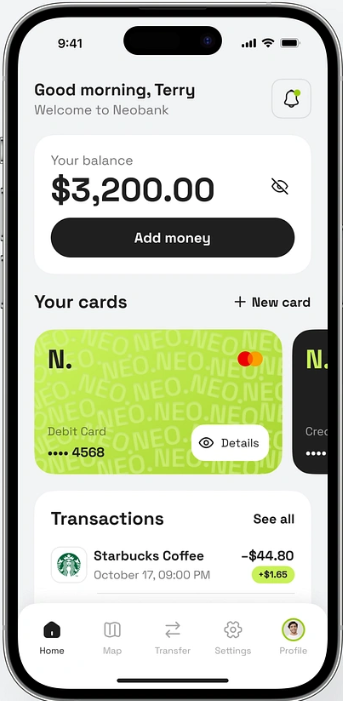 9:41
Good morning, Terry
Welcome to Neobank
Your balance
$3,200.00
Add money
Your cards
+ New card
N.
NEO.NEO.NEO.NEO.
Debit Card
•••• 4568
Details
N.
••••
Transactions
See all
Starbucks Coffee
−$44.80
October 17, 09:00 PM
+$1.65
Home
Map
Transfer
Settings
Profile